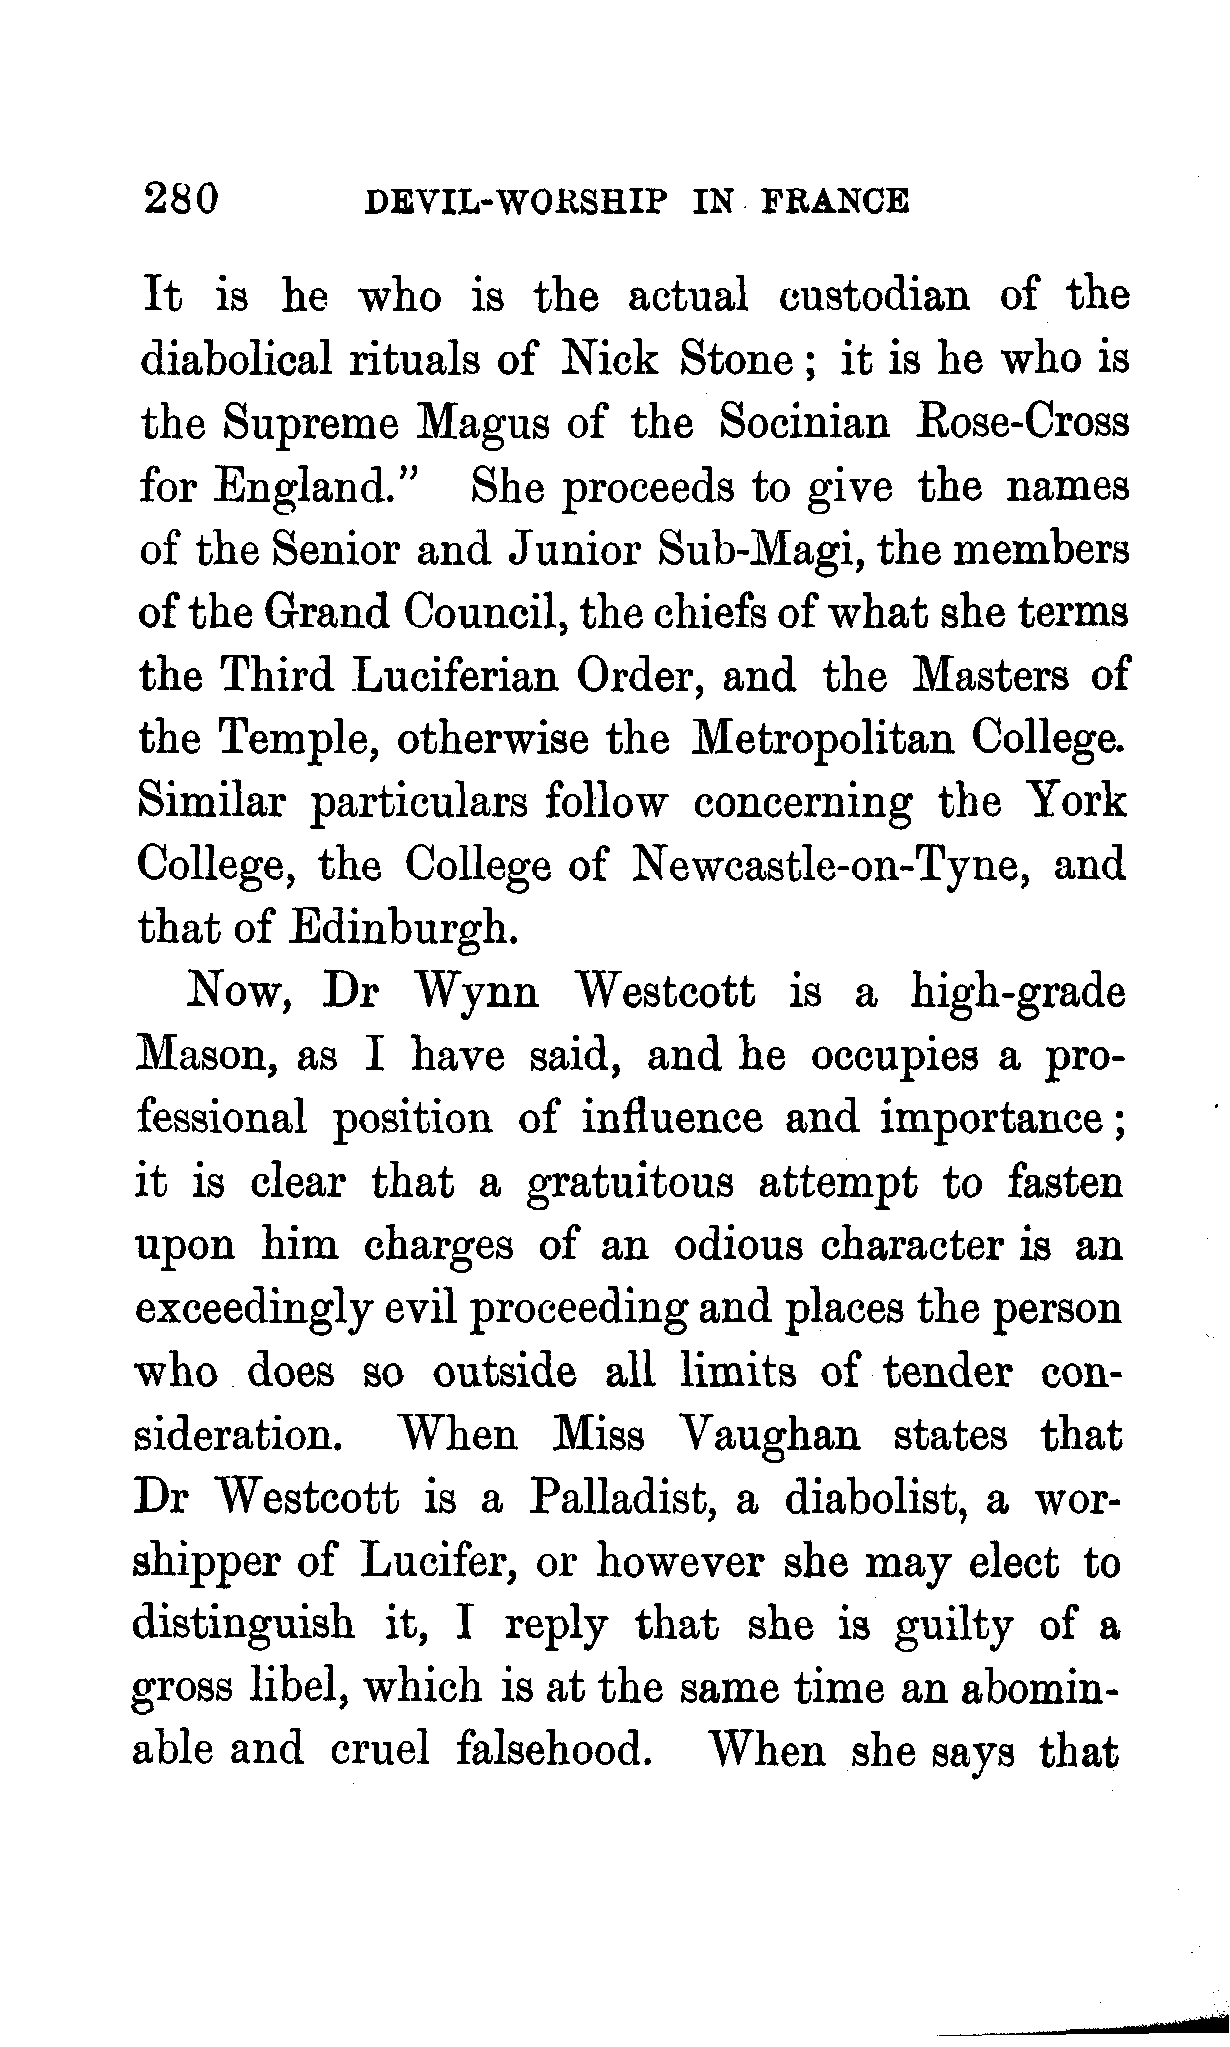 280 DEVIL-WORSHIP IN FRANCE
It is he who is the actual custodian of the
diabolical rituals of Nick Stone ; it is he who is
the Supreme Magus of the Socinian Rose-Cross
for England.” She proceeds to give the names
of the Senior and Junior Sub-Magi, the members
of the Grand Council, the chiefs of what she terms
the Third Luciferian Order, and the Masters of
the Temple, otherwise the Metropolitan College.
Similar particulars follow concerning the York
College, the College of Newcastle-on-Tyne, and
that of Edinburgh.
Now, Dr Wynn Westcott is a high-grade
Mason, as I have said, and he occupies a pro-
fessional position of influence and importance ;
it is clear that a gratuitous attempt to fasten
upon him charges of an odious character is an
exceedingly evil proceeding and places the person
who does so outside all limits of tender con-
sideration. When Miss Vaughan states that
Dr Westcott is a Palladist, a diabolist, a wor-
shipper of Lucifer, or however she may elect to
distinguish it, I reply that she is guilty of a
gross libel, which is at the same time an abomin-
able and cruel falsehood. When she says that